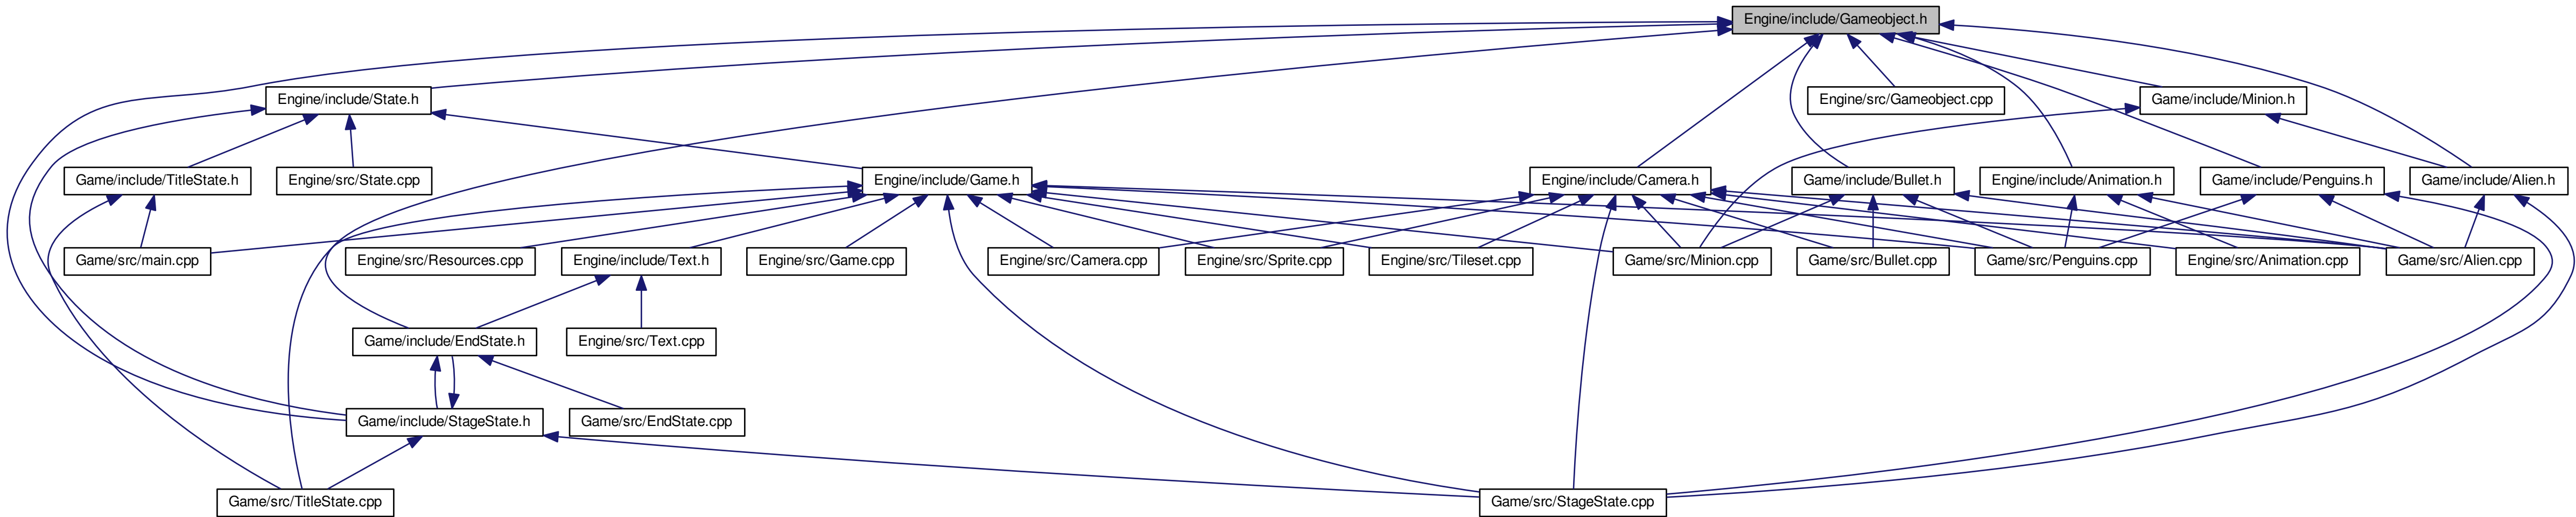 Engine/include/Gameobject.h
Engine/include/State.h
Engine/src/Gameobject.cpp
Game/include/Minion.h
Game/include/TitleState.h
Engine/src/State.cpp
Engine/include/Game.h
Engine/include/Camera.h
Game/include/Bullet.h
Engine/include/Animation.h
Game/include/Penguins.h
Game/include/Alien.h
Game/src/main.cpp
Engine/src/Resources.cpp
Engine/include/Text.h
Engine/src/Game.cpp
Engine/src/Camera.cpp
Engine/src/Sprite.cpp
Engine/src/Tileset.cpp
Game/src/Minion.cpp
Game/src/Bullet.cpp
Game/src/Penguins.cpp
Engine/src/Animation.cpp
Game/src/Alien.cpp
Game/include/EndState.h
Engine/src/Text.cpp
Game/include/StageState.h
Game/src/EndState.cpp
Game/src/TitleState.cpp
Game/src/StageState.cpp